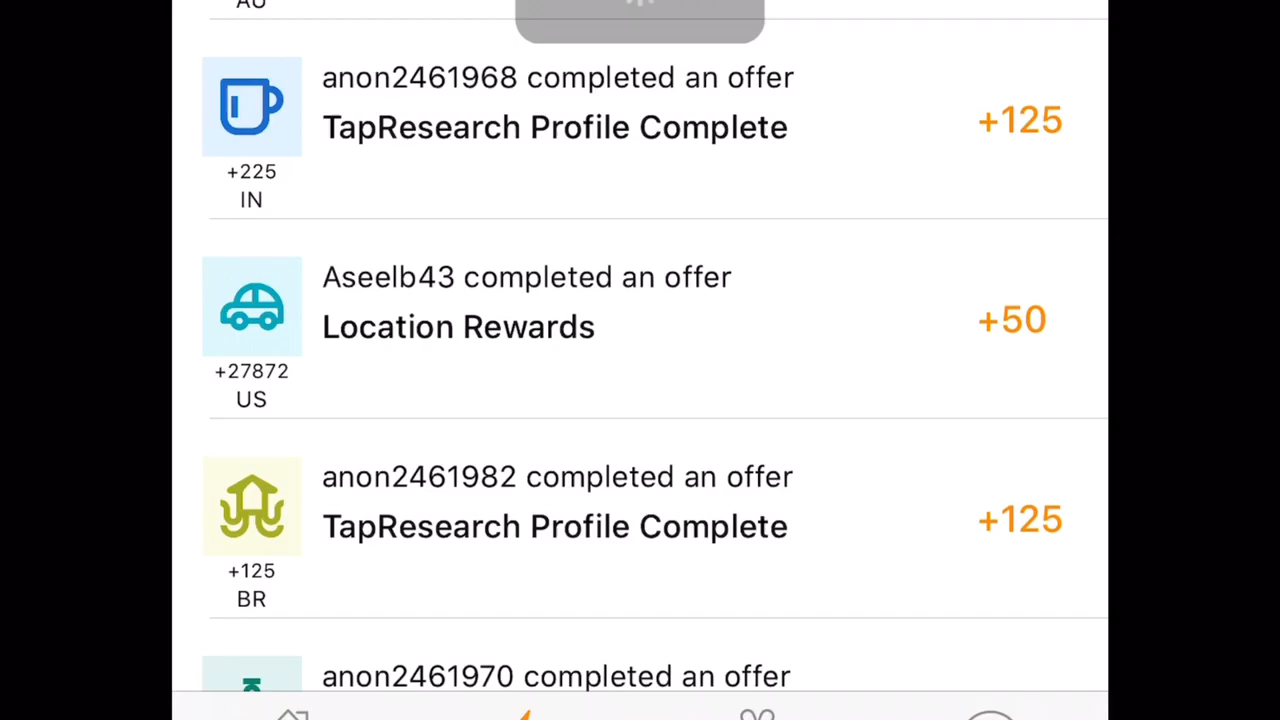 AU
anon2461968 completed an offer
TapResearch Profile Complete
+125
+225
IN
Aseelb43 completed an offer
Location Rewards
+50
+27872
US
anon2461982 completed an offer
TapResearch Profile Complete
+125
+125
BR
anon2461970 completed an offer